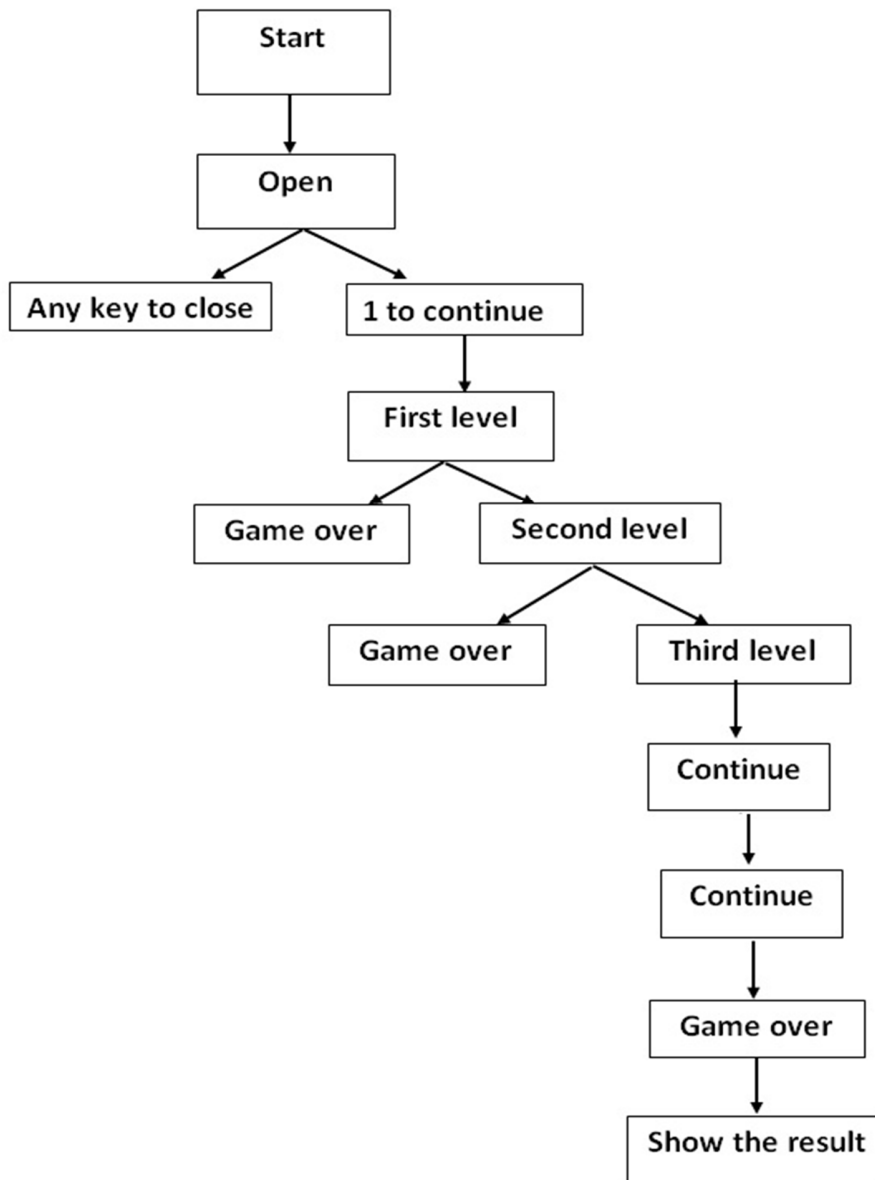 Start
Open
Any key to close
1 to continue
First level
Game over
Second level
Game over
Third level
Continue
Continue
Game over
Show the result